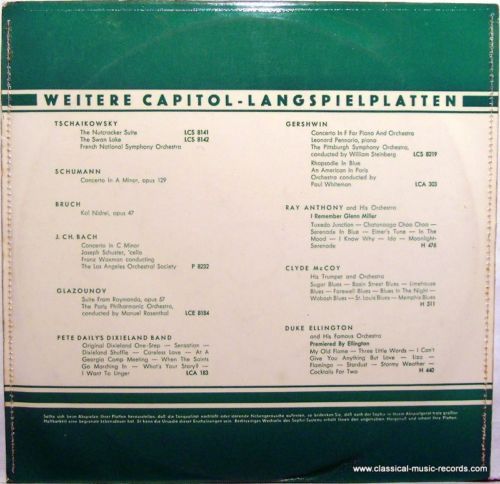 WEITERE CAPITOL-LANGSPIELPLATTEN
TSCHAIKOWSKY
The Nutcracker Suite LCS 8141
The Swan Lake LCS 8142
French National Symphony Orchestra
SCHUMANN
Concerto In A Minor, opus 129
BRUCH
Kol Nidrei, opus 47
J. CH. BACH
Concerto In C Minor
Joseph Schuster, 'cello
Franz Waxman conducting
The Los Angeles Orchestral Society P 8232
GLAZOUNOV
Suite From Raymonda, opus 57
The Paris Philharmonic Orchestra,
conducted by Manuel Rosenthal LCE 8184
PETE DAILY'S DIXIELAND BAND
Original Dixieland One-Step — Sensation —
Dixieland Shuffle — Careless Love — At A
Georgia Camp Meeting — When The Saints
Go Marching In — What's Your Story? —
I Want To Linger LCA 183
GERSHWIN
Concerto In F For Piano And Orchestra
Leonard Pennario, piano
The Pittsburgh Symphony Orchestra,
conducted by William Steinberg LCS 8219
Rhapsodie In Blue
An American In Paris
Orchestra conducted by
Paul Whiteman LCA 303
RAY ANTHONY and His Orchestra
I Remember Glenn Miller
Tuxedo Junction — Chatanooga Choo Choo —
Serenade In Blue — Elmer's Tune — In The
Mood — I Know Why — Ida — Moonlight-
Serenade H 476
CLYDE McCOY
His Trumpet and Orchestra
Sugar Blues — Basin Street Blues — Limehouse
Blues — Farewell Blues — Blues In The Night —
Wabash Blues — St. Louis Blues — Memphis Blues
H 311
DUKE ELLINGTON
and His Famous Orchestra
Premiered By Ellington
My Old Flame — Three Little Words — I Can't
Give You Anything But Love — Liza —
Flamingo — Stardust — Stormy Weather —
Cocktails For Two H 440
www.classical-music-records.com